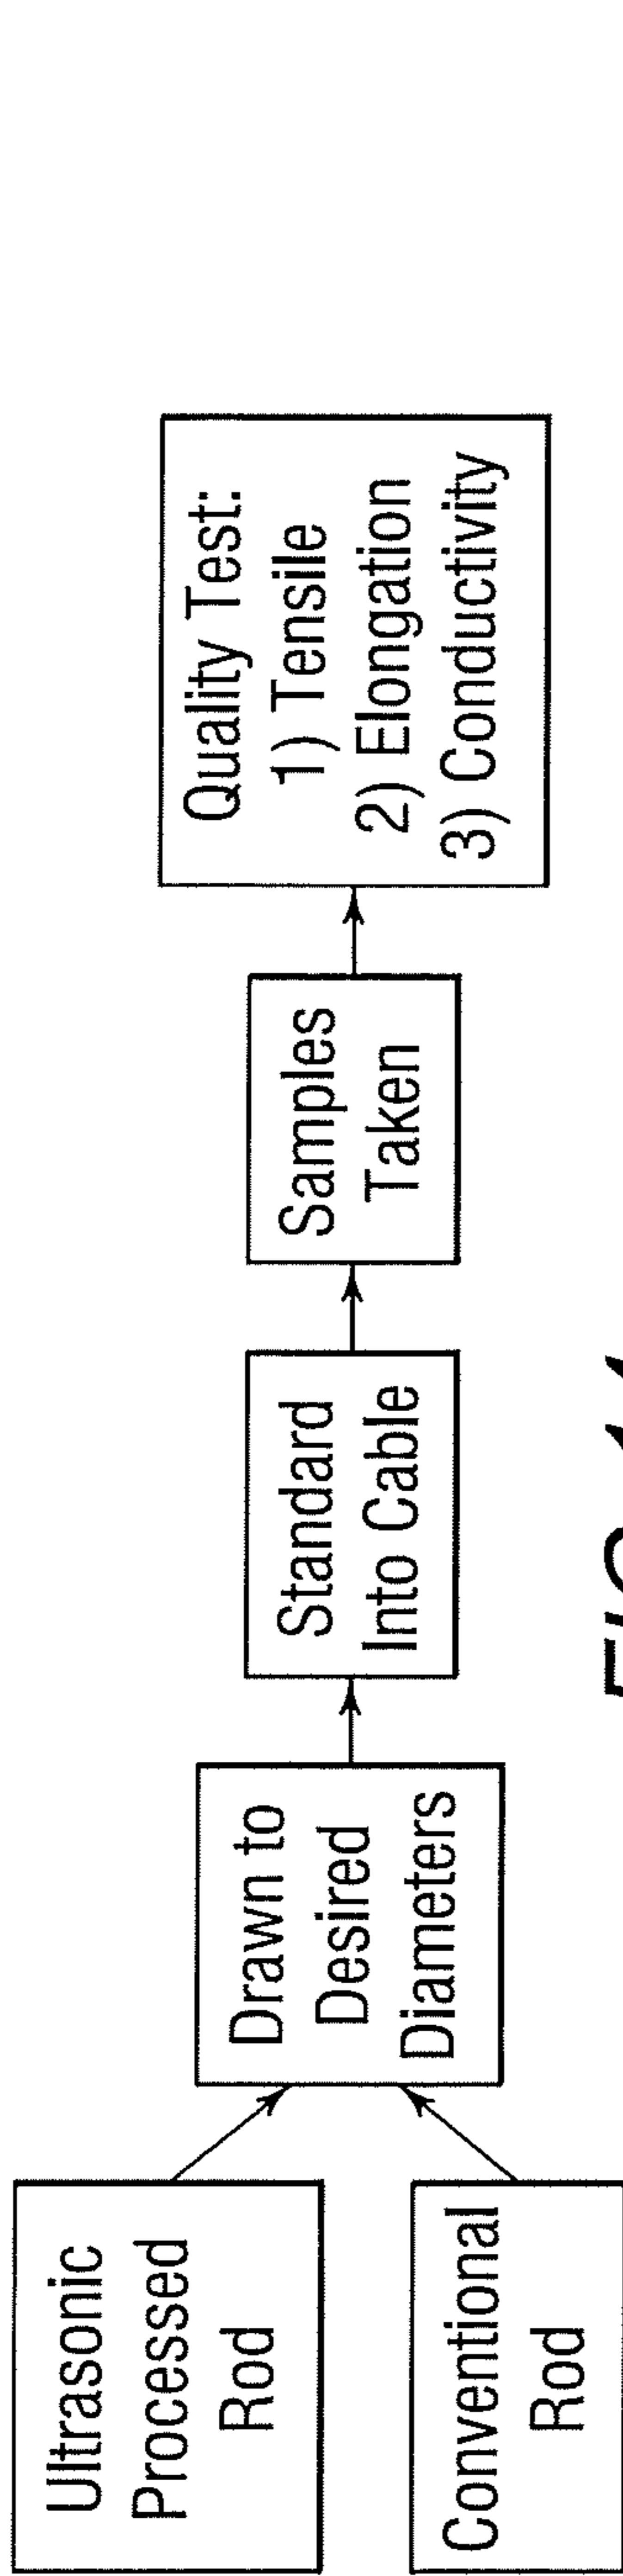 Ultrasonic
Processed
Rod
Conventional
Rod
Drawn to
Desired
Diameters
Standard
Into Cable
Samples
Taken
Quality Test:
1) Tensile
2) Elongation
3) Conductivity